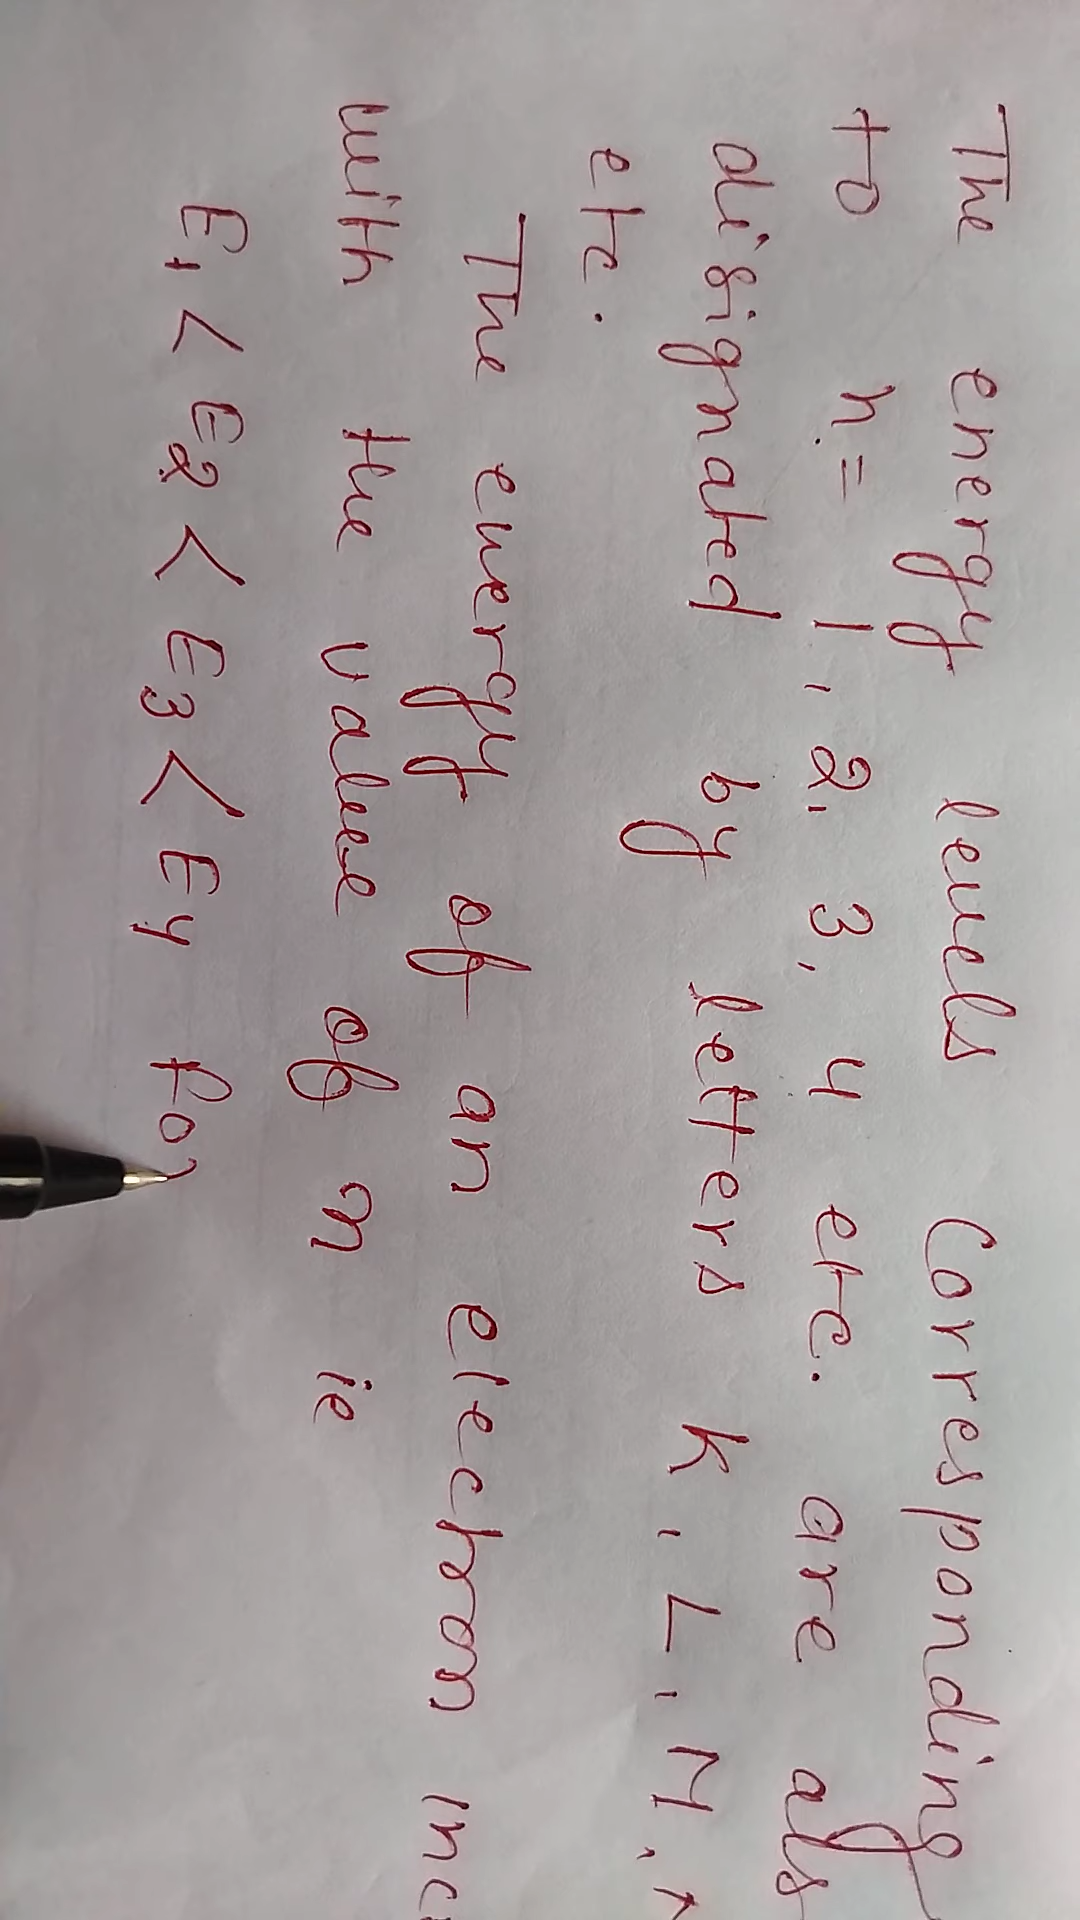 The energy levels Corresponding
to n = 1, 2, 3, 4 etc. are als
disignated by letters K, L, M,
etc.
The energy of an electron inc
with the value of n ie
E1 < E2 < E3 < E4 for